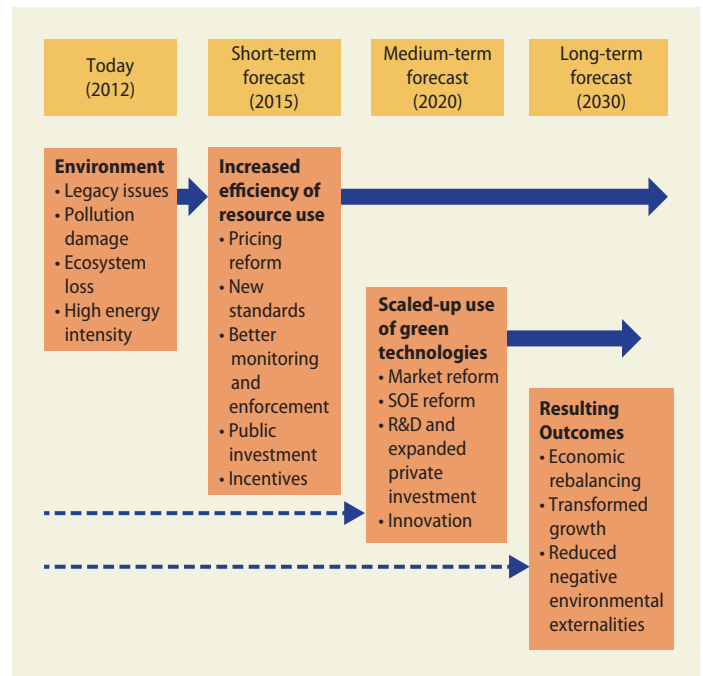 Today
(2012)
Short-term
forecast
(2015)
Medium-term
forecast
(2020)
Long-term
forecast
(2030)
Environment
• Legacy issues
• Pollution
damage
• Ecosystem
loss
• High energy
intensity
Increased
efficiency of
resource use
• Pricing
reform
• New
standards
• Better
monitoring
and
enforcement
• Public
investment
• Incentives
Scaled-up use
of green
technologies
• Market reform
• SOE reform
• R&D and
expanded
private
investment
• Innovation
Resulting
Outcomes
• Economic
rebalancing
• Transformed
growth
• Reduced
negative
environmental
externalities